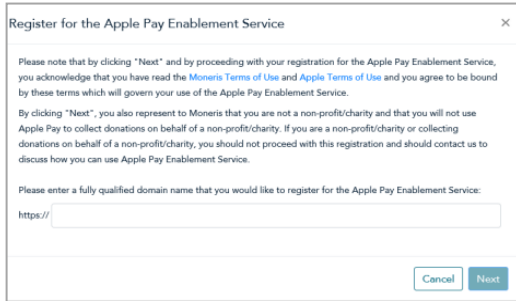 Register for the Apple Pay Enablement Service ×
Please note that by clicking "Next" and by proceeding with your registration for the Apple Pay Enablement Service,
you acknowledge that you have read the Moneris Terms of Use and Apple Terms of Use and you agree to be bound
by these terms which will govern your use of the Apple Pay Enablement Service.
By clicking "Next", you also represent to Moneris that you are not a non-profit/charity and that you will not use
Apple Pay to collect donations on behalf of a non-profit/charity. If you are a non-profit/charity or collecting
donations on behalf of a non-profit/charity, you should not proceed with this registration and should contact us to
discuss how you can use Apple Pay Enablement Service.
Please enter a fully qualified domain name that you would like to register for the Apple Pay Enablement Service:
https://
Cancel Next